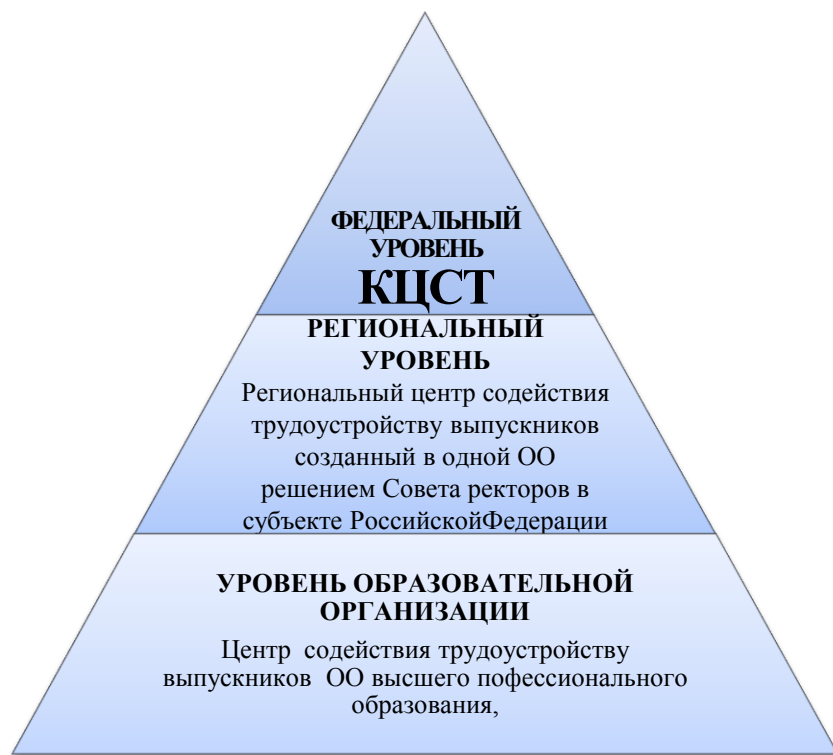 ФЕДЕРАЛЬНЫЙ
УРОВЕНЬ
КЦСТ
РЕГИОНАЛЬНЫЙ
УРОВЕНЬ
Региональный центр содействия
трудоустройству выпускников
созданный в одной ОО
решением Совета ректоров в
субъекте РоссийскойФедерации
УРОВЕНЬ ОБРАЗОВАТЕЛЬНОЙ
ОРГАНИЗАЦИИ
Центр содействия трудоустройству
выпускников ОО высшего пофессионального
образования,